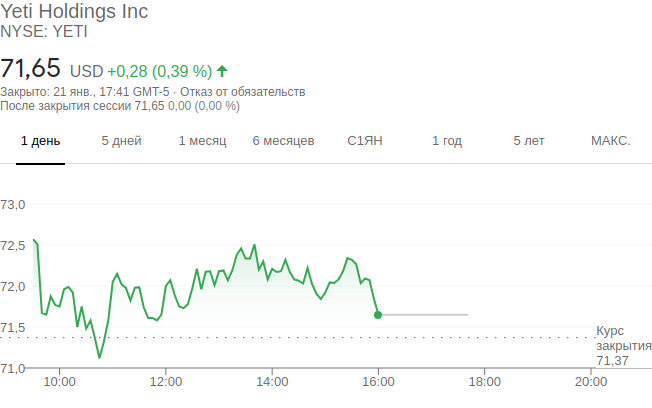 Yeti Holdings Inc
NYSE: YETI
71,65 USD +0,28 (0,39 %)
Закрыто: 21 янв., 17:41 GMT-5 · Отказ от обязательств
После закрытия сессии 71,65 0,00 (0,00 %)
1 день 5 дней 1 месяц 6 месяцев С1ЯН 1 год 5 лет МАКС.
73,0
72,5
72,0
71,5
Курс
закрытия
71,37
71,0
10:00 12:00 14:00 16:00 18:00 20:00